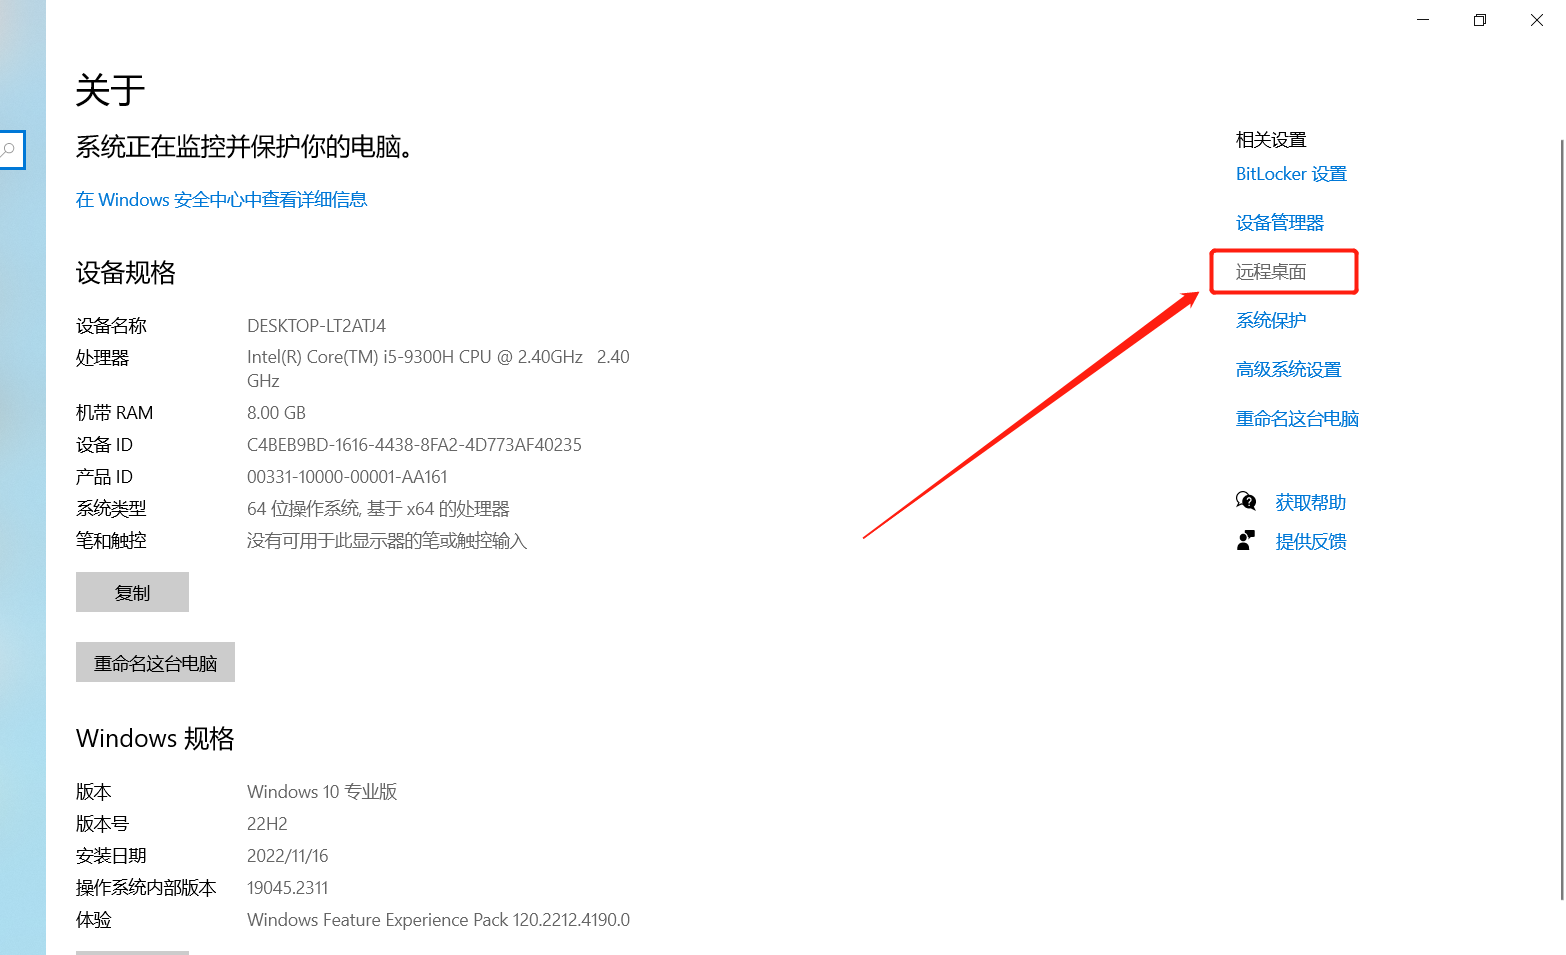 关于
系统正在监控并保护你的电脑。
在 Windows 安全中心中查看详细信息
设备规格
设备名称 DESKTOP-LT2ATJ4
处理器 Intel(R) Core(TM) i5-9300H CPU @ 2.40GHz 2.40
GHz
机带 RAM 8.00 GB
设备 ID C4BEB9BD-1616-4438-8FA2-4D773AF40235
产品 ID 00331-10000-00001-AA161
系统类型 64 位操作系统, 基于 x64 的处理器
笔和触控 没有可用于此显示器的笔或触控输入
复制
重命名这台电脑
Windows 规格
版本 Windows 10 专业版
版本号 22H2
安装日期 2022/11/16
操作系统内部版本 19045.2311
体验 Windows Feature Experience Pack 120.2212.4190.0
相关设置
BitLocker 设置
设备管理器
远程桌面
系统保护
高级系统设置
重命名这台电脑
获取帮助
提供反馈